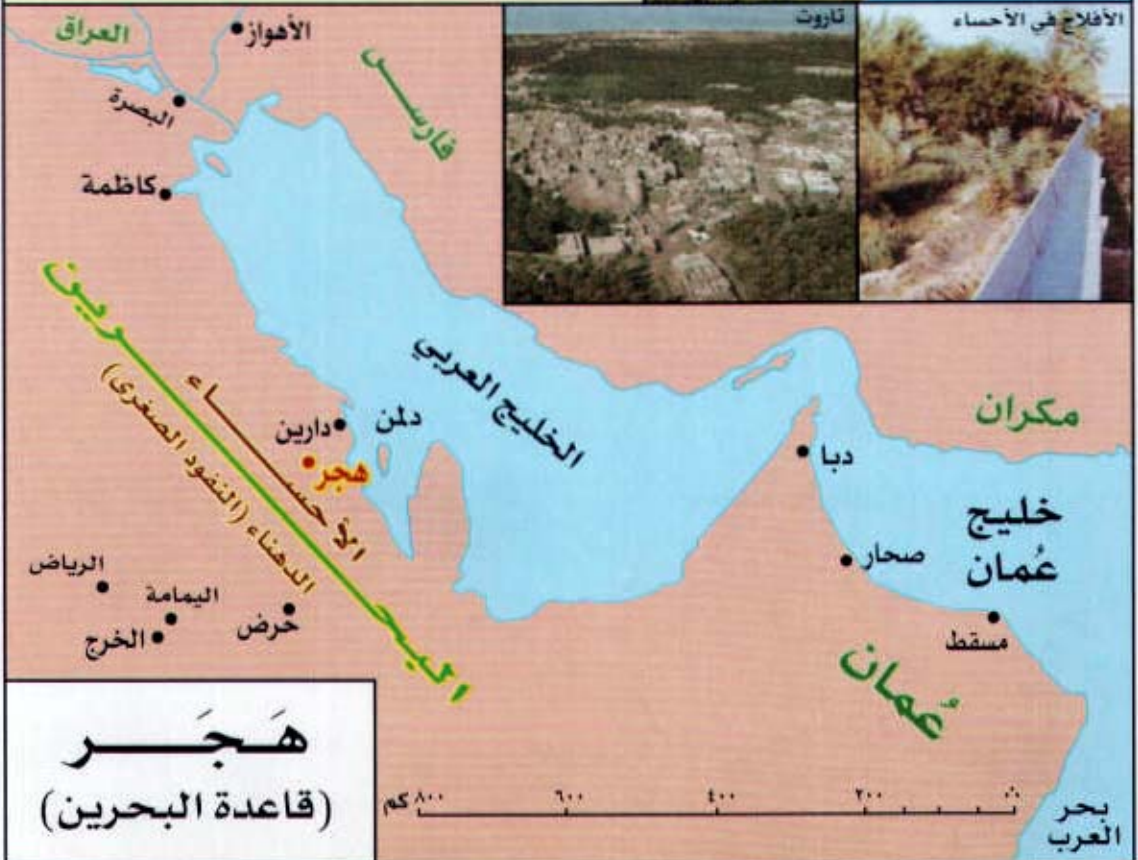 الأفلاج في الأحساء
تاروت
العراق
الأهواز
البصرة
فارس
كاظمة
البحرين
الأحساء
الدهناء (النفود الصغرى)
الخليج العربي
دلمن
دارين
هجر
مكران
دبا
خليج
عُمان
صحار
مسقط
عُمان
الرياض
اليمامة
الخرج
حرض
هَجَر
(قاعدة البحرين)
٨٠٠ كم
٦٠٠
٤٠٠
٢٠٠
٠
بحر
العرب